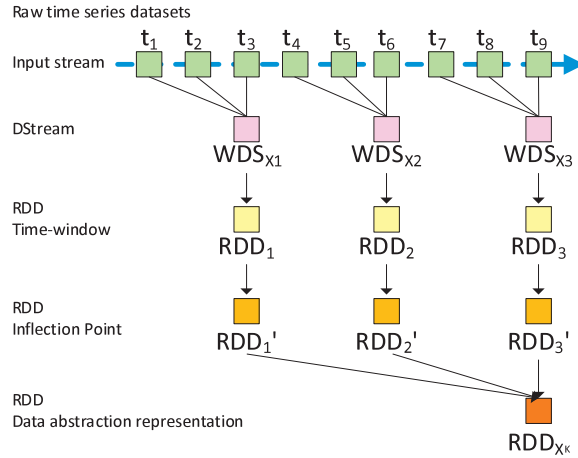 Raw time series datasets
t₁ t₂ t₃ t₄ t₅ t₆ t₇ t₈ t₉
Input stream
DStream
WDSX1 WDSX2 WDSX3
RDD
Time-window
RDD₁ RDD₂ RDD₃
RDD
Inflection Point
RDD₁' RDD₂' RDD₃'
RDD
Data abstraction representation
RDDXK